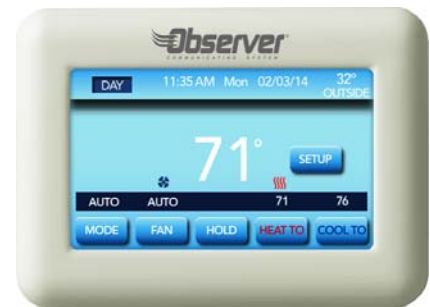 Observer
COMMUNICATING SYSTEM
DAY 11:35 AM Mon 02/03/14 32° OUTSIDE
71°
SETUP
AUTO AUTO 71 76
MODE FAN HOLD HEAT TO COOL TO